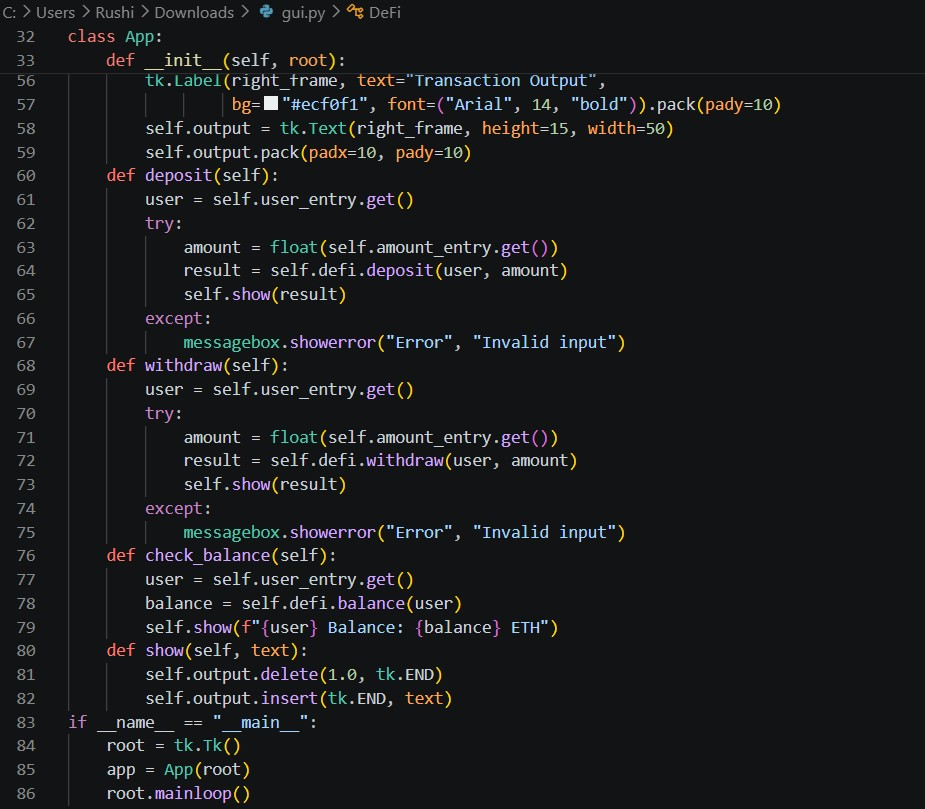 C: > Users > Rushi > Downloads > gui.py > DeFi
32 class App:
33     def __init__(self, root):
56         tk.Label(right_frame, text="Transaction Output",
57                  bg="#ecf0f1", font=("Arial", 14, "bold")).pack(pady=10)
58         self.output = tk.Text(right_frame, height=15, width=50)
59         self.output.pack(padx=10, pady=10)
60     def deposit(self):
61         user = self.user_entry.get()
62         try:
63             amount = float(self.amount_entry.get())
64             result = self.defi.deposit(user, amount)
65             self.show(result)
66         except:
67             messagebox.showerror("Error", "Invalid input")
68     def withdraw(self):
69         user = self.user_entry.get()
70         try:
71             amount = float(self.amount_entry.get())
72             result = self.defi.withdraw(user, amount)
73             self.show(result)
74         except:
75             messagebox.showerror("Error", "Invalid input")
76     def check_balance(self):
77         user = self.user_entry.get()
78         balance = self.defi.balance(user)
79         self.show(f"{user} Balance: {balance} ETH")
80     def show(self, text):
81         self.output.delete(1.0, tk.END)
82         self.output.insert(tk.END, text)
83 if __name__ == "__main__":
84     root = tk.Tk()
85     app = App(root)
86     root.mainloop()